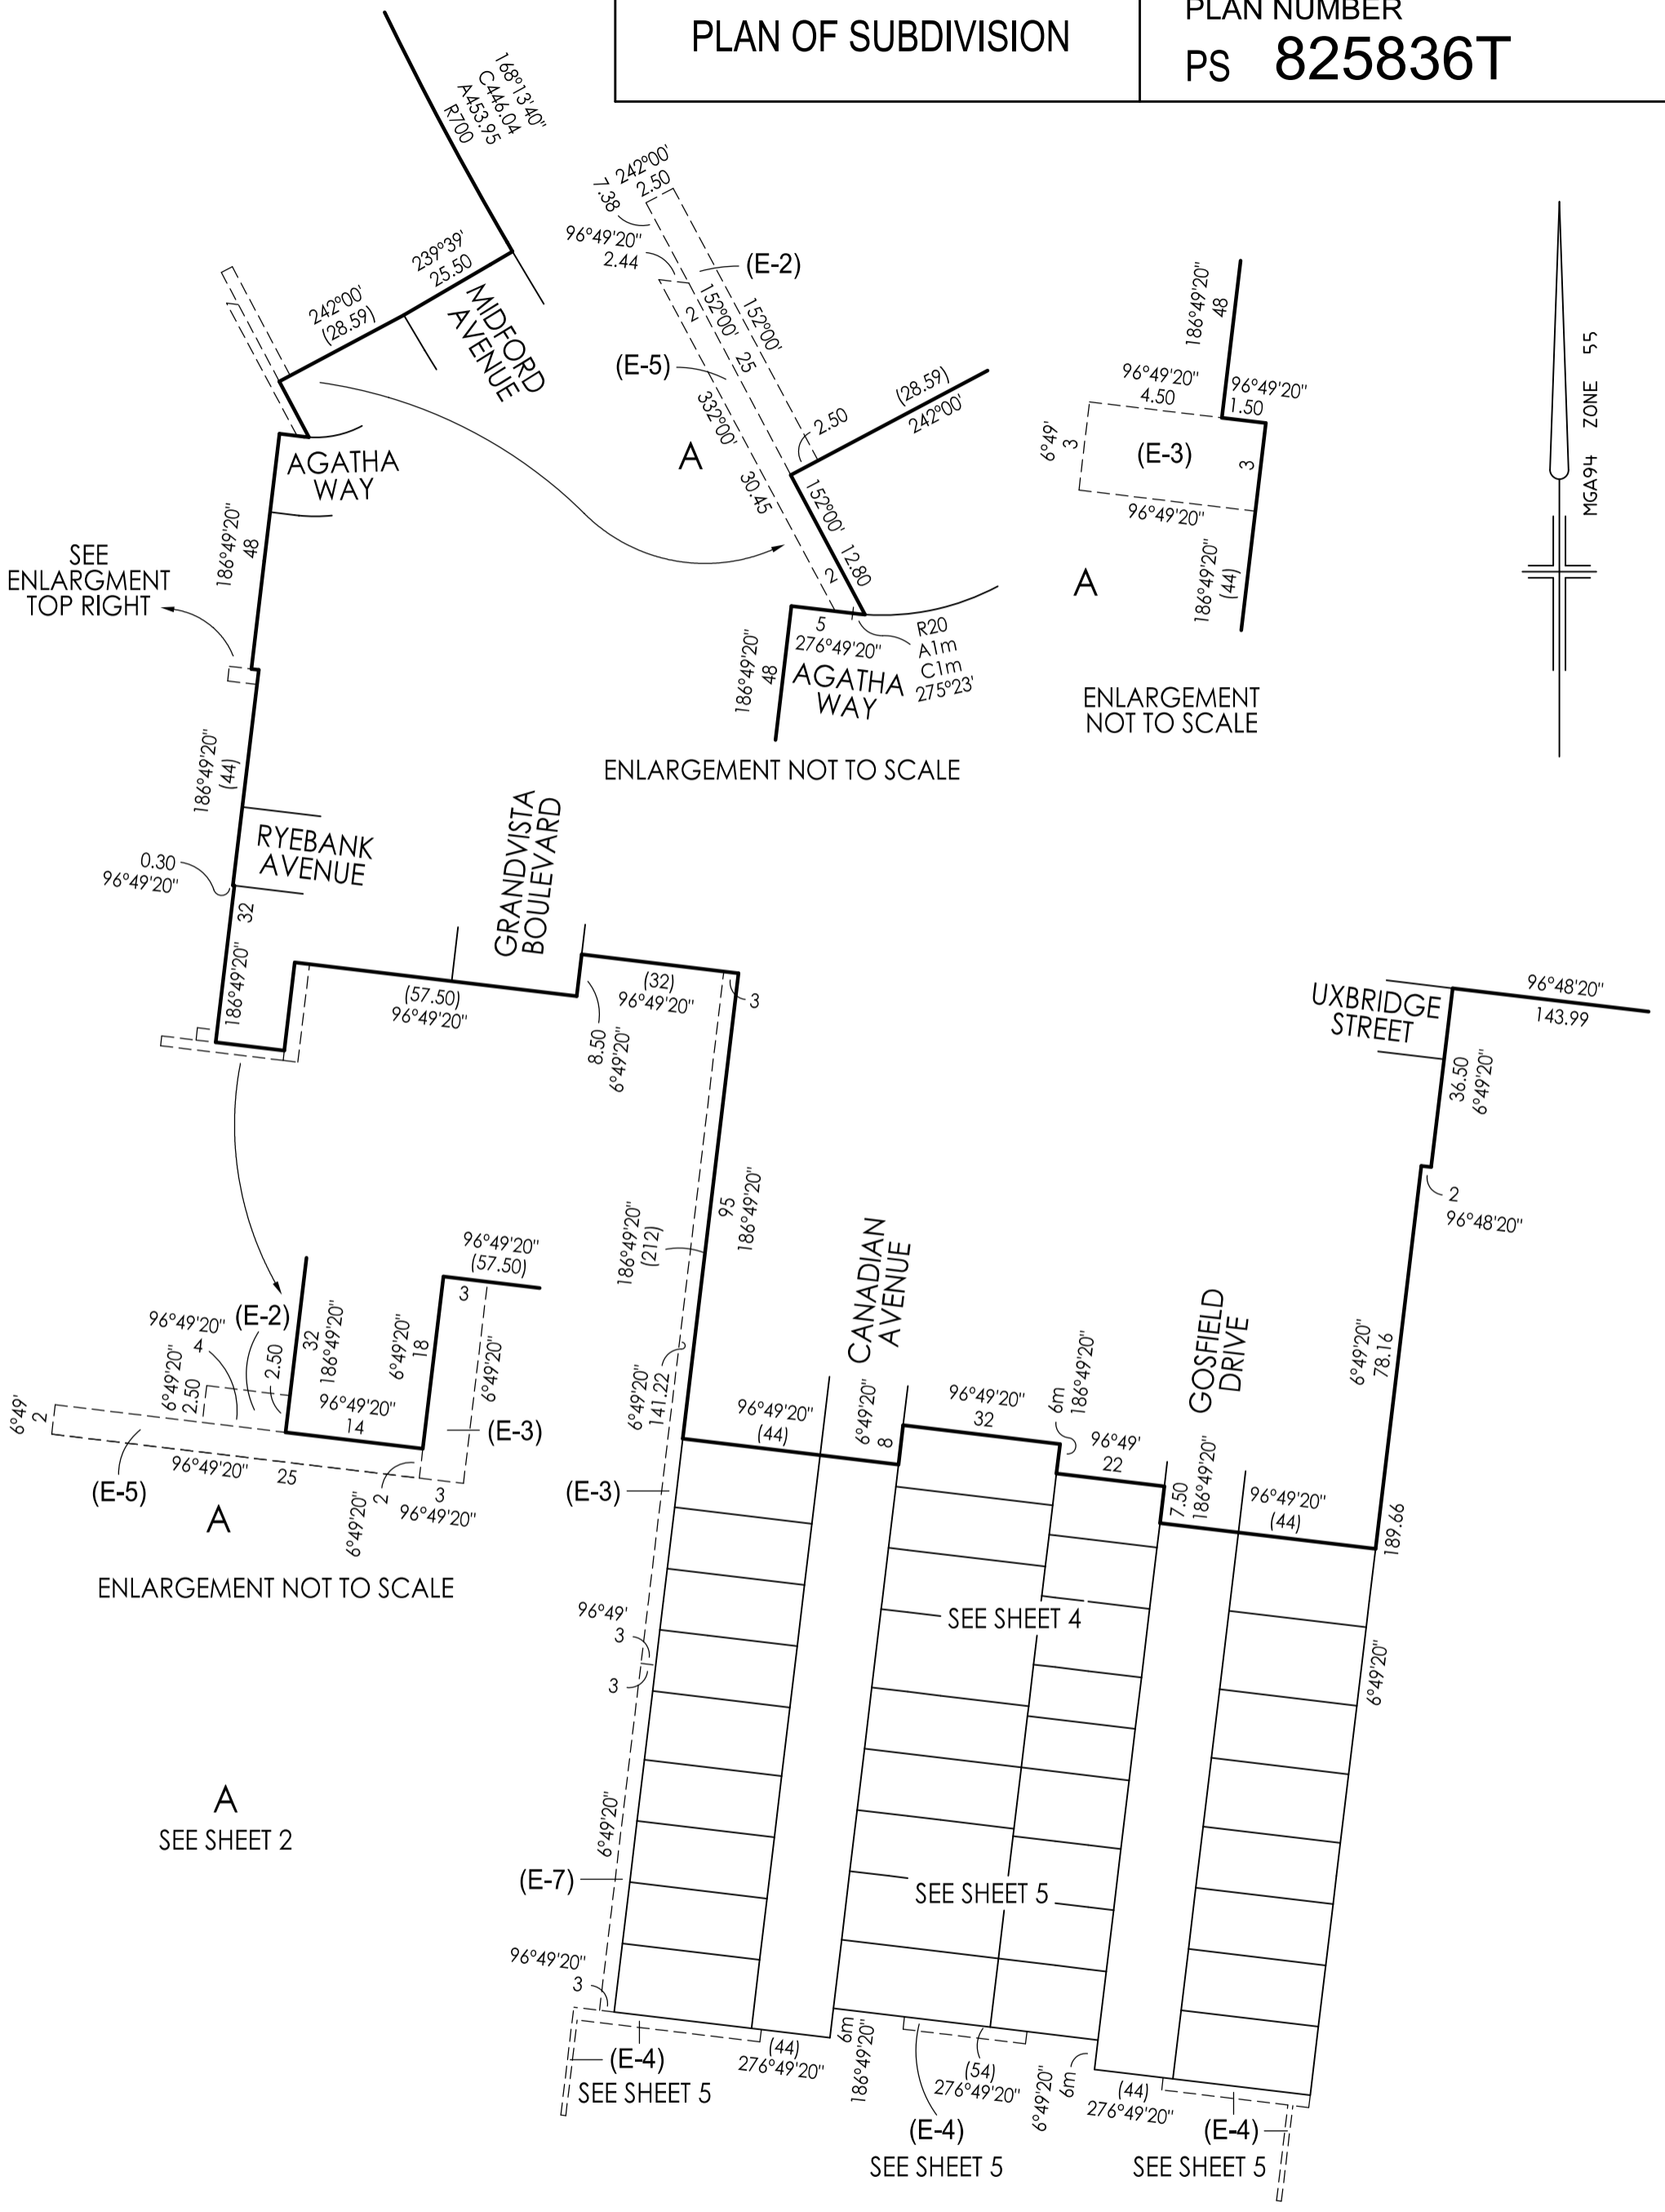 PLAN OF SUBDIVISION
PLAN NUMBER
PS 825836T
168°13'40"
C446.04
A453.95
R700
239°39'
25.50
242°00'
(28.59)
MIDFORD
AVENUE
AGATHA
WAY
186°49'20"
48
SEE
ENLARGMENT
TOP RIGHT
186°49'20"
(44)
RYEBANK
AVENUE
0.30
96°49'20"
32
186°49'20"
242°00'
2.50
7.38
96°49'20"
2.44
(E-2)
152°00'
152°00'
25
2
(E-5)
332°00'
30.45
A
(28.59)
242°00'
2.50
152°00'
12.80
2
5
276°49'20"
R20
A1m
C1m
275°23'
186°49'20"
48
AGATHA
WAY
ENLARGEMENT NOT TO SCALE
186°49'20"
48
96°49'20"
4.50
96°49'20"
1.50
6°49'
3
(E-3)
3
96°49'20"
186°49'20"
(44)
A
ENLARGEMENT
NOT TO SCALE
MGA94 ZONE 55
GRANDVISTA
BOULEVARD
(57.50)
96°49'20"
8.50
6°49'20"
(32)
96°49'20"
3
95
186°49'20"
186°49'20"
(212)
6°49'20"
141.22
UXBRIDGE
STREET
96°48'20"
143.99
36.50
6°49'20"
2
96°48'20"
6°49'20"
78.16
189.66
6°49'20"
CANADIAN
AVENUE
96°49'20"
(44)
6°49'20"
8
96°49'20"
32
6m
186°49'20"
96°49'
22
GOSFIELD
DRIVE
7.50
186°49'20"
96°49'20"
(44)
96°49'20"
(57.50)
3
96°49'20"
4
(E-2)
2.50
32
186°49'20"
6°49'20"
18
6°49'20"
6°49'20"
2.50
6°49'
2
96°49'20"
14
(E-3)
(E-5)
96°49'20"
25
6°49'20"
2
3
96°49'20"
A
ENLARGEMENT NOT TO SCALE
(E-3)
96°49'
3
3
SEE SHEET 4
A
SEE SHEET 2
6°49'20"
(E-7)
SEE SHEET 5
96°49'20"
3
(E-4)
SEE SHEET 5
(44)
276°49'20"
6m
186°49'20"
(54)
276°49'20"
6°49'20"
6m
(E-4)
SEE SHEET 5
(44)
276°49'20"
(E-4)
SEE SHEET 5